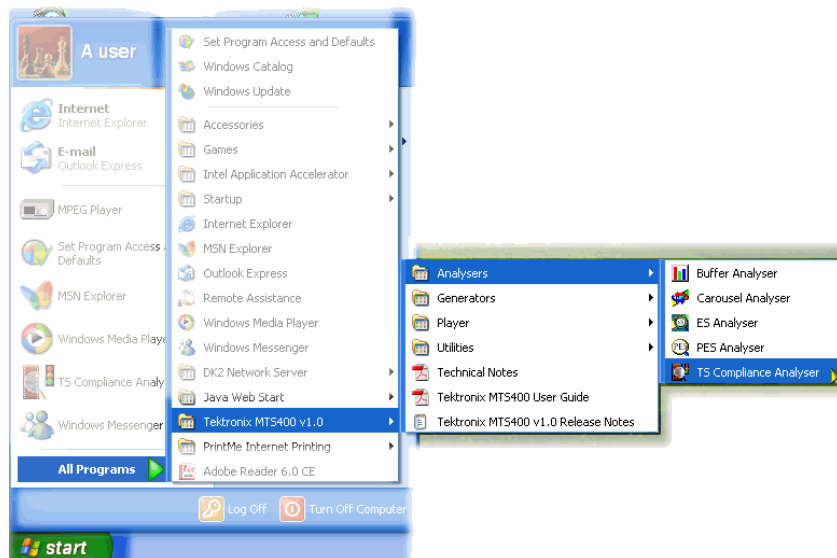 A user
Internet
Internet Explorer
E-mail
Outlook Express
MPEG Player
Set Program Access
Defaults
MSN Explorer
Windows Media Playe
TS Compliance Analy
Windows Messenger
All Programs
Set Program Access and Defaults
Windows Catalog
Windows Update
Accessories
Games
Intel Application Accelerator
Startup
Internet Explorer
MSN Explorer
Outlook Express
Remote Assistance
Windows Media Player
Windows Messenger
DK2 Network Server
Java Web Start
Tektronix MTS400 v1.0
PrintMe Internet Printing
Adobe Reader 6.0 CE
Analysers
Generators
Player
Utilities
Technical Notes
Tektronix MTS400 User Guide
Tektronix MTS400 v1.0 Release Notes
Buffer Analyser
Carousel Analyser
ES Analyser
PES
PES Analyser
TS Compliance Analyser
Log Off
Turn Off Computer
start